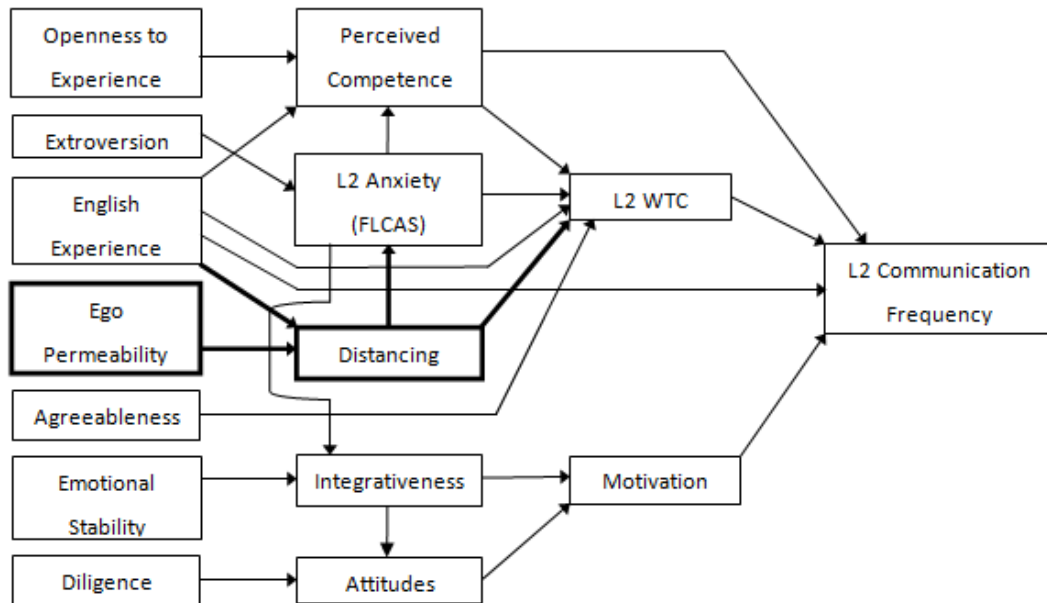 Openness to
Experience
Perceived
Competence
Extroversion
L2 Anxiety
(FLCAS)
English
Experience
L2 WTC
L2 Communication
Frequency
Ego
Permeability
Distancing
Agreeableness
Emotional
Stability
Integrativeness
Motivation
Diligence
Attitudes